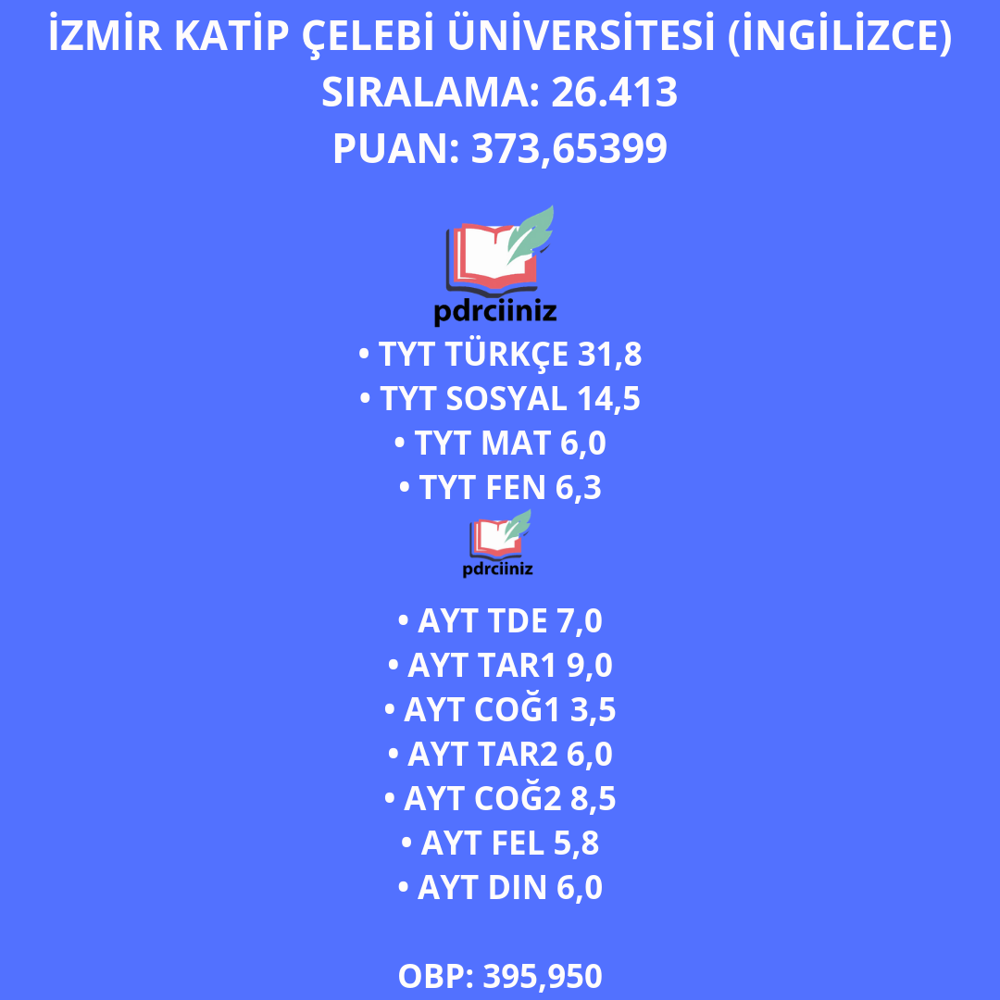 İZMİR KATİP ÇELEBİ ÜNİVERSİTESİ (İNGİLİZCE)
SIRALAMA: 26.413
PUAN: 373,65399
pdrciiniz
• TYT TÜRKÇE 31,8
• TYT SOSYAL 14,5
• TYT MAT 6,0
• TYT FEN 6,3
pdrciiniz
• AYT TDE 7,0
• AYT TAR1 9,0
• AYT COĞ1 3,5
• AYT TAR2 6,0
• AYT COĞ2 8,5
• AYT FEL 5,8
• AYT DIN 6,0
OBP: 395,950